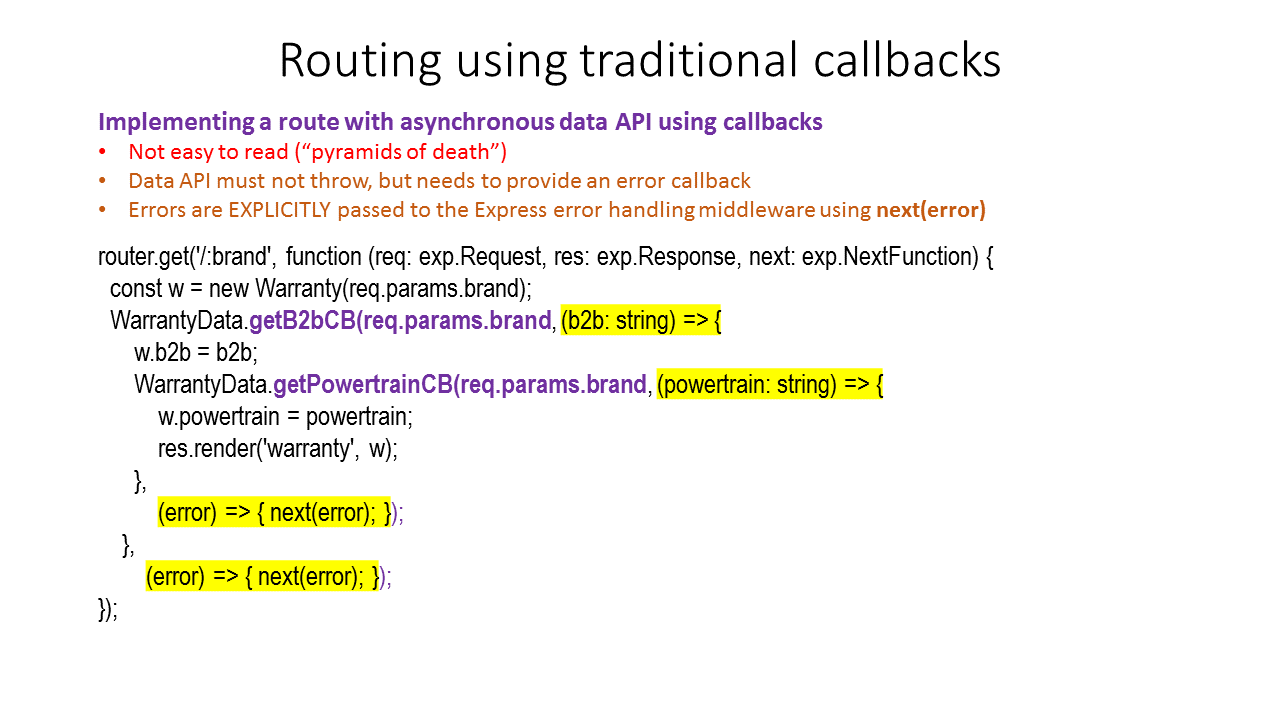 Routing using traditional callbacks
Implementing a route with asynchronous data API using callbacks
• Not easy to read (“pyramids of death”)
• Data API must not throw, but needs to provide an error callback
• Errors are EXPLICITLY passed to the Express error handling middleware using next(error)
router.get('/:brand', function (req: exp.Request, res: exp.Response, next: exp.NextFunction) {
const w = new Warranty(req.params.brand);
WarrantyData.getB2bCB(req.params.brand, (b2b: string) => {
w.b2b = b2b;
WarrantyData.getPowertrainCB(req.params.brand, (powertrain: string) => {
w.powertrain = powertrain;
res.render('warranty', w);
},
(error) => { next(error); });
},
(error) => { next(error); });
});